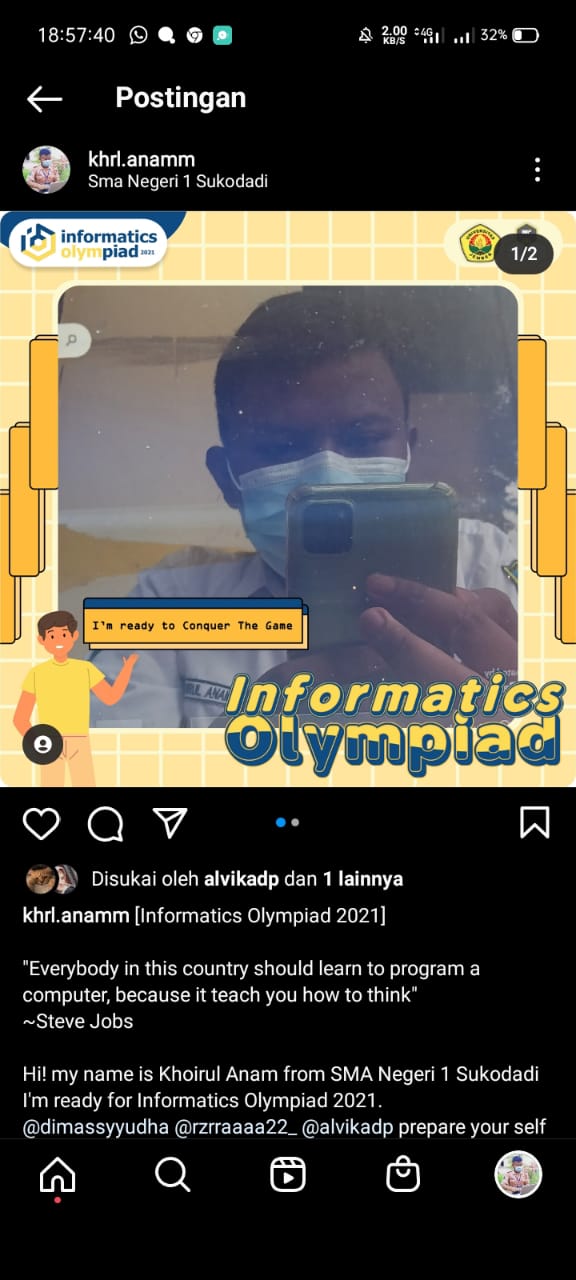 18:57:40
2.00
KB/S
4G
32%
Postingan
khrl.anamm
Sma Negeri 1 Sukodadi
informatics
olympiad 2021
UNIVERSITAS
JEMBER
1/2
I'm ready to Conquer The Game
Informatics
Olympiad
Disukai oleh alvikadp dan 1 lainnya
khrl.anamm [Informatics Olympiad 2021]
"Everybody in this country should learn to program a
computer, because it teach you how to think"
~Steve Jobs
Hi! my name is Khoirul Anam from SMA Negeri 1 Sukodadi
I'm ready for Informatics Olympiad 2021.
@dimassyyudha @rzrraaaa22_ @alvikadp prepare your self